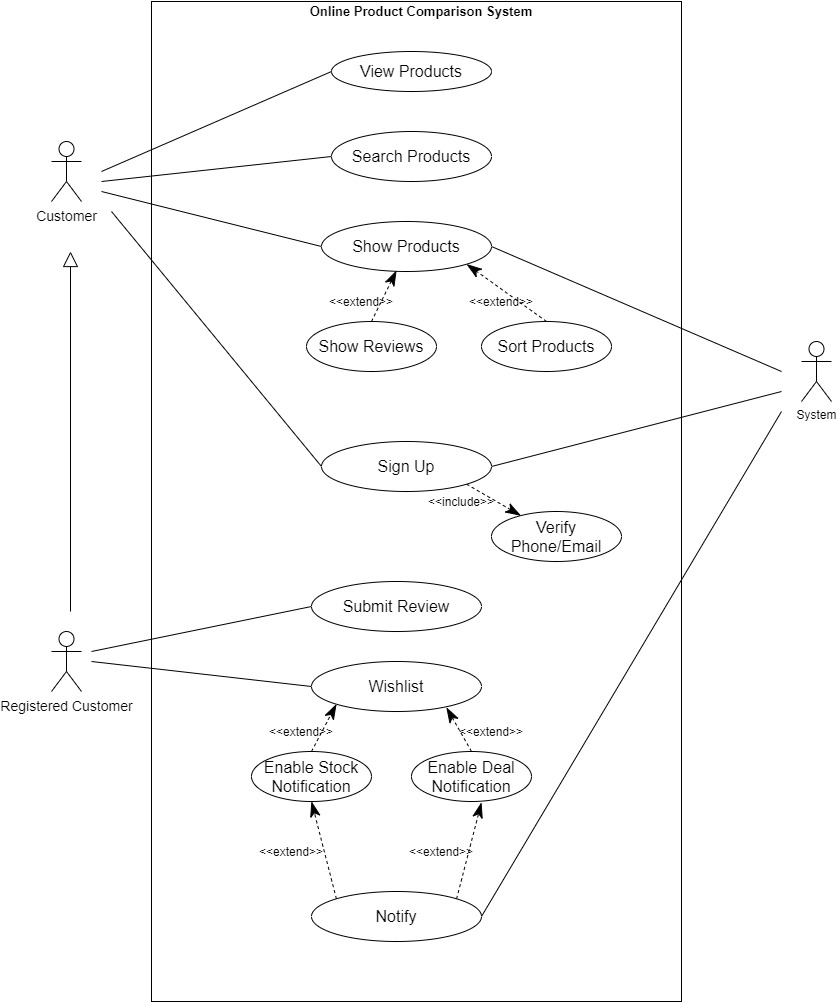 Online Product Comparison System
View Products
Search Products
Customer
Show Products
<<extend>>
<<extend>>
Show Reviews
Sort Products
System
Sign Up
<<include>>
Verify
Phone/Email
Submit Review
Wishlist
Registered Customer
<<extend>>
<<extend>>
Enable Stock
Notification
Enable Deal
Notification
<<extend>>
<<extend>>
Notify